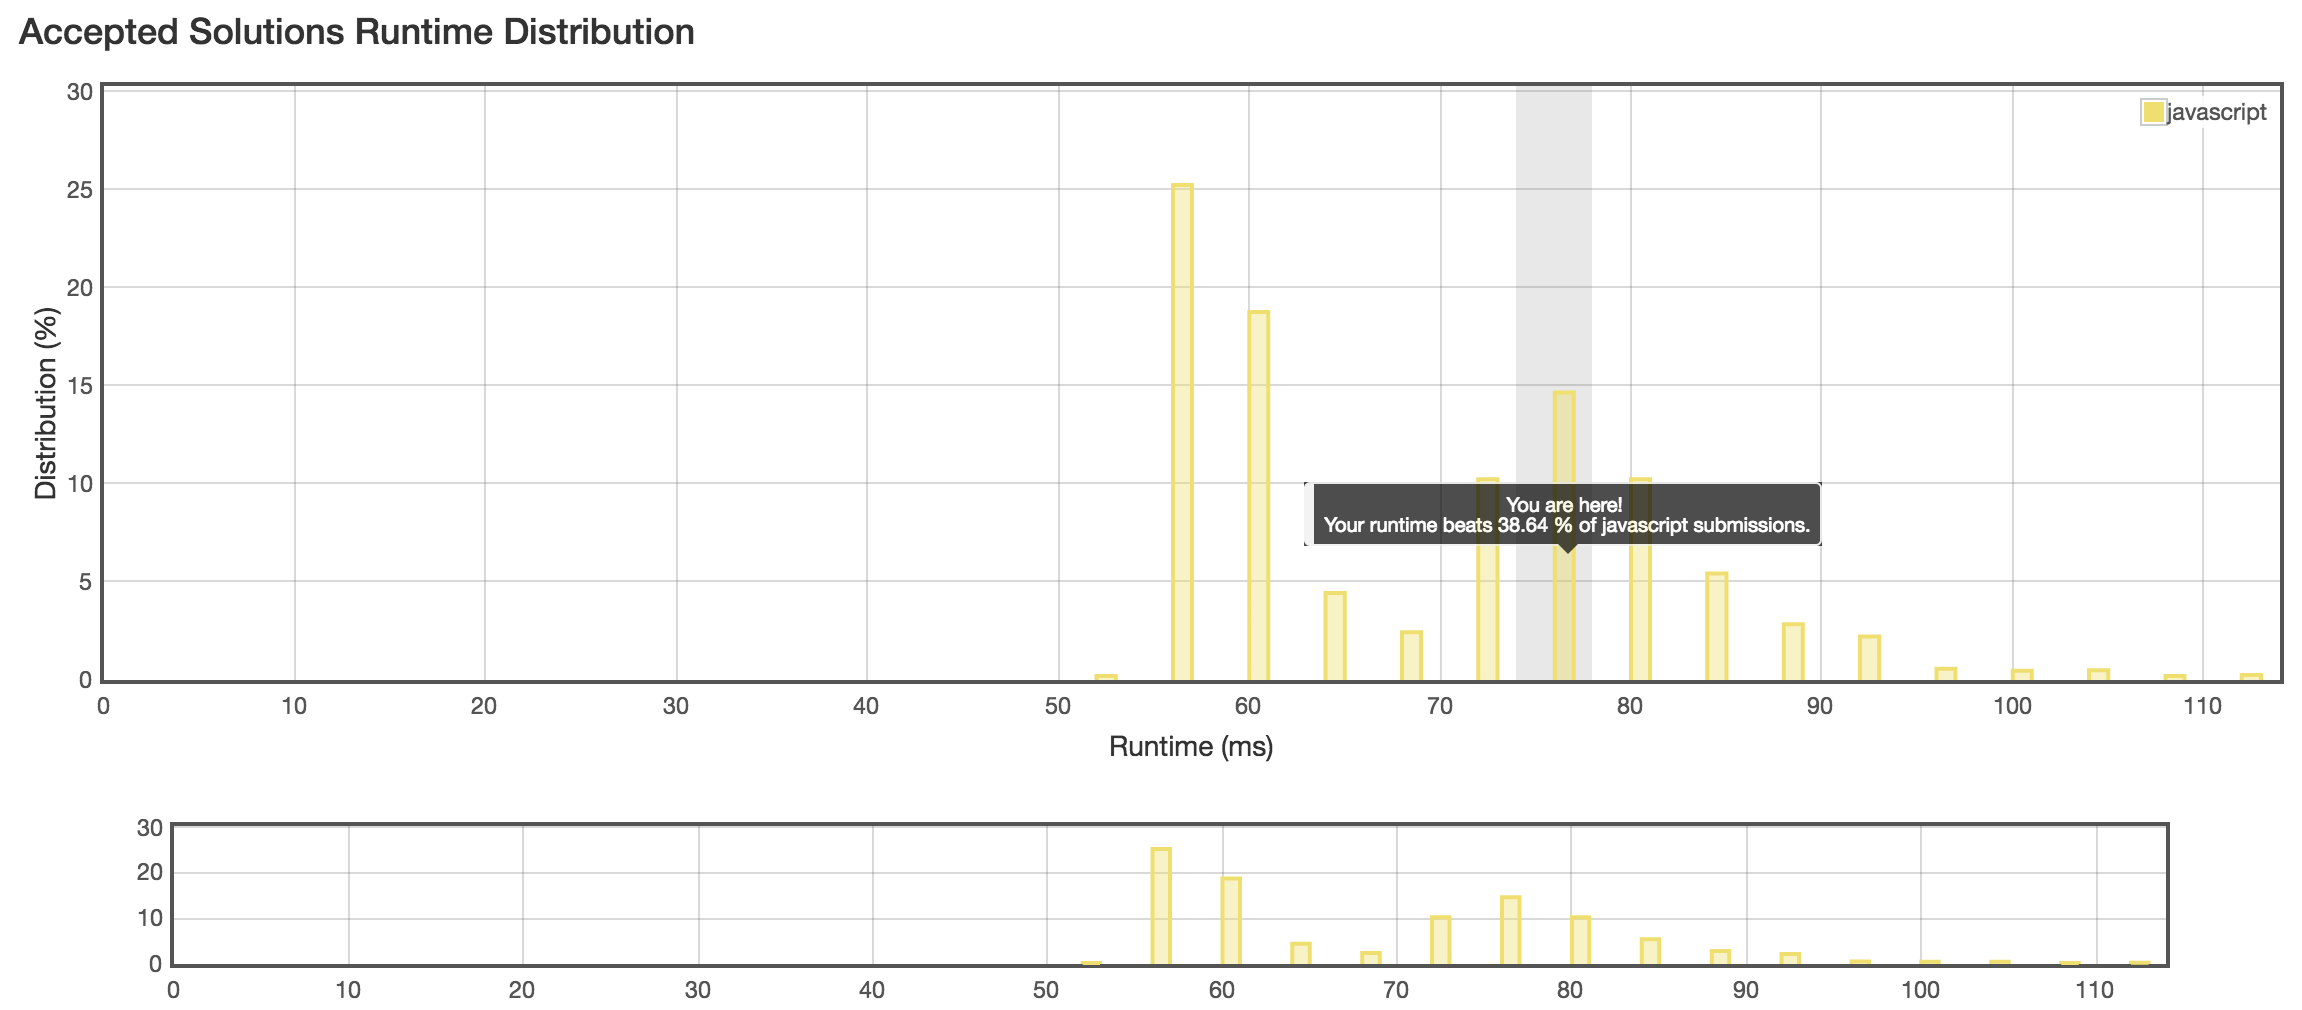 Accepted Solutions Runtime Distribution
30
25
20
15
10
5
0
Distribution (%)
javascript
You are here!
Your runtime beats 38.64 % of javascript submissions.
0 10 20 30 40 50 60 70 80 90 100 110
Runtime (ms)
30
20
10
0
0 10 20 30 40 50 60 70 80 90 100 110